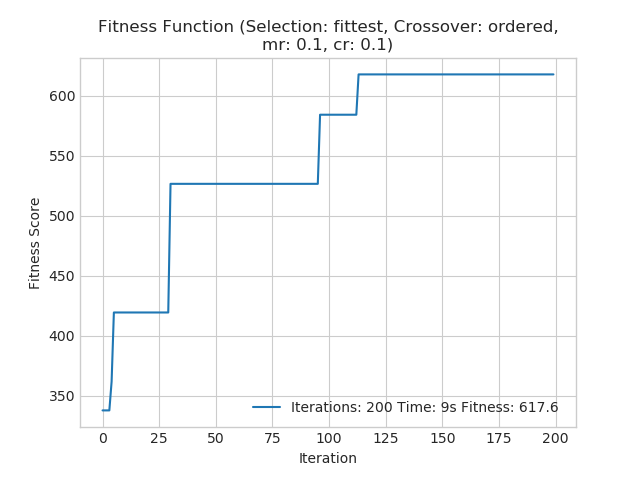 Fitness Function (Selection: fittest, Crossover: ordered,
mr: 0.1, cr: 0.1)
Fitness Score
600
550
500
450
400
350
Iterations: 200 Time: 9s Fitness: 617.6
0 25 50 75 100 125 150 175 200
Iteration